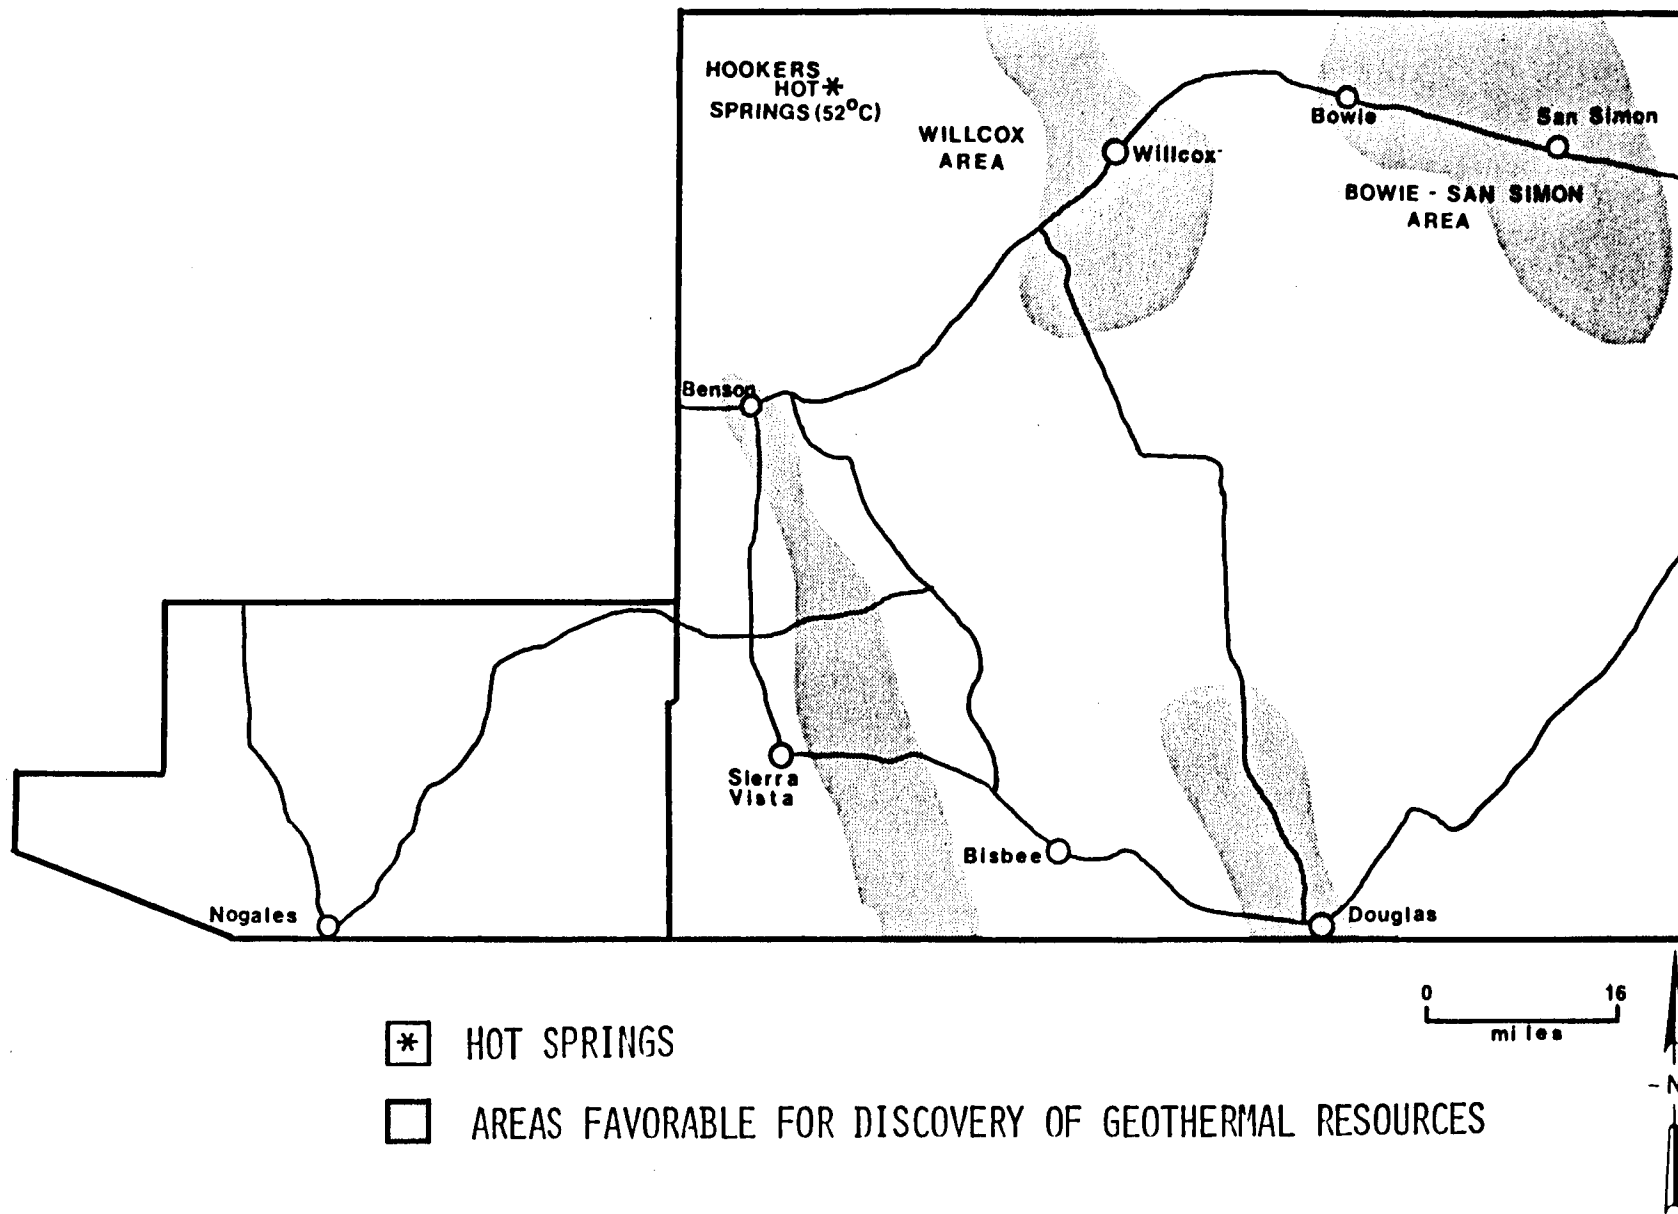 HOOKERS
HOT *
SPRINGS (52°C)
WILLCOX
AREA
Willcox
Bowie
San Simon
BOWIE - SAN SIMON
AREA
Benson
Sierra
Vista
Bisbee
Nogales
Douglas
0 16
miles
- N
* HOT SPRINGS
AREAS FAVORABLE FOR DISCOVERY OF GEOTHERMAL RESOURCES